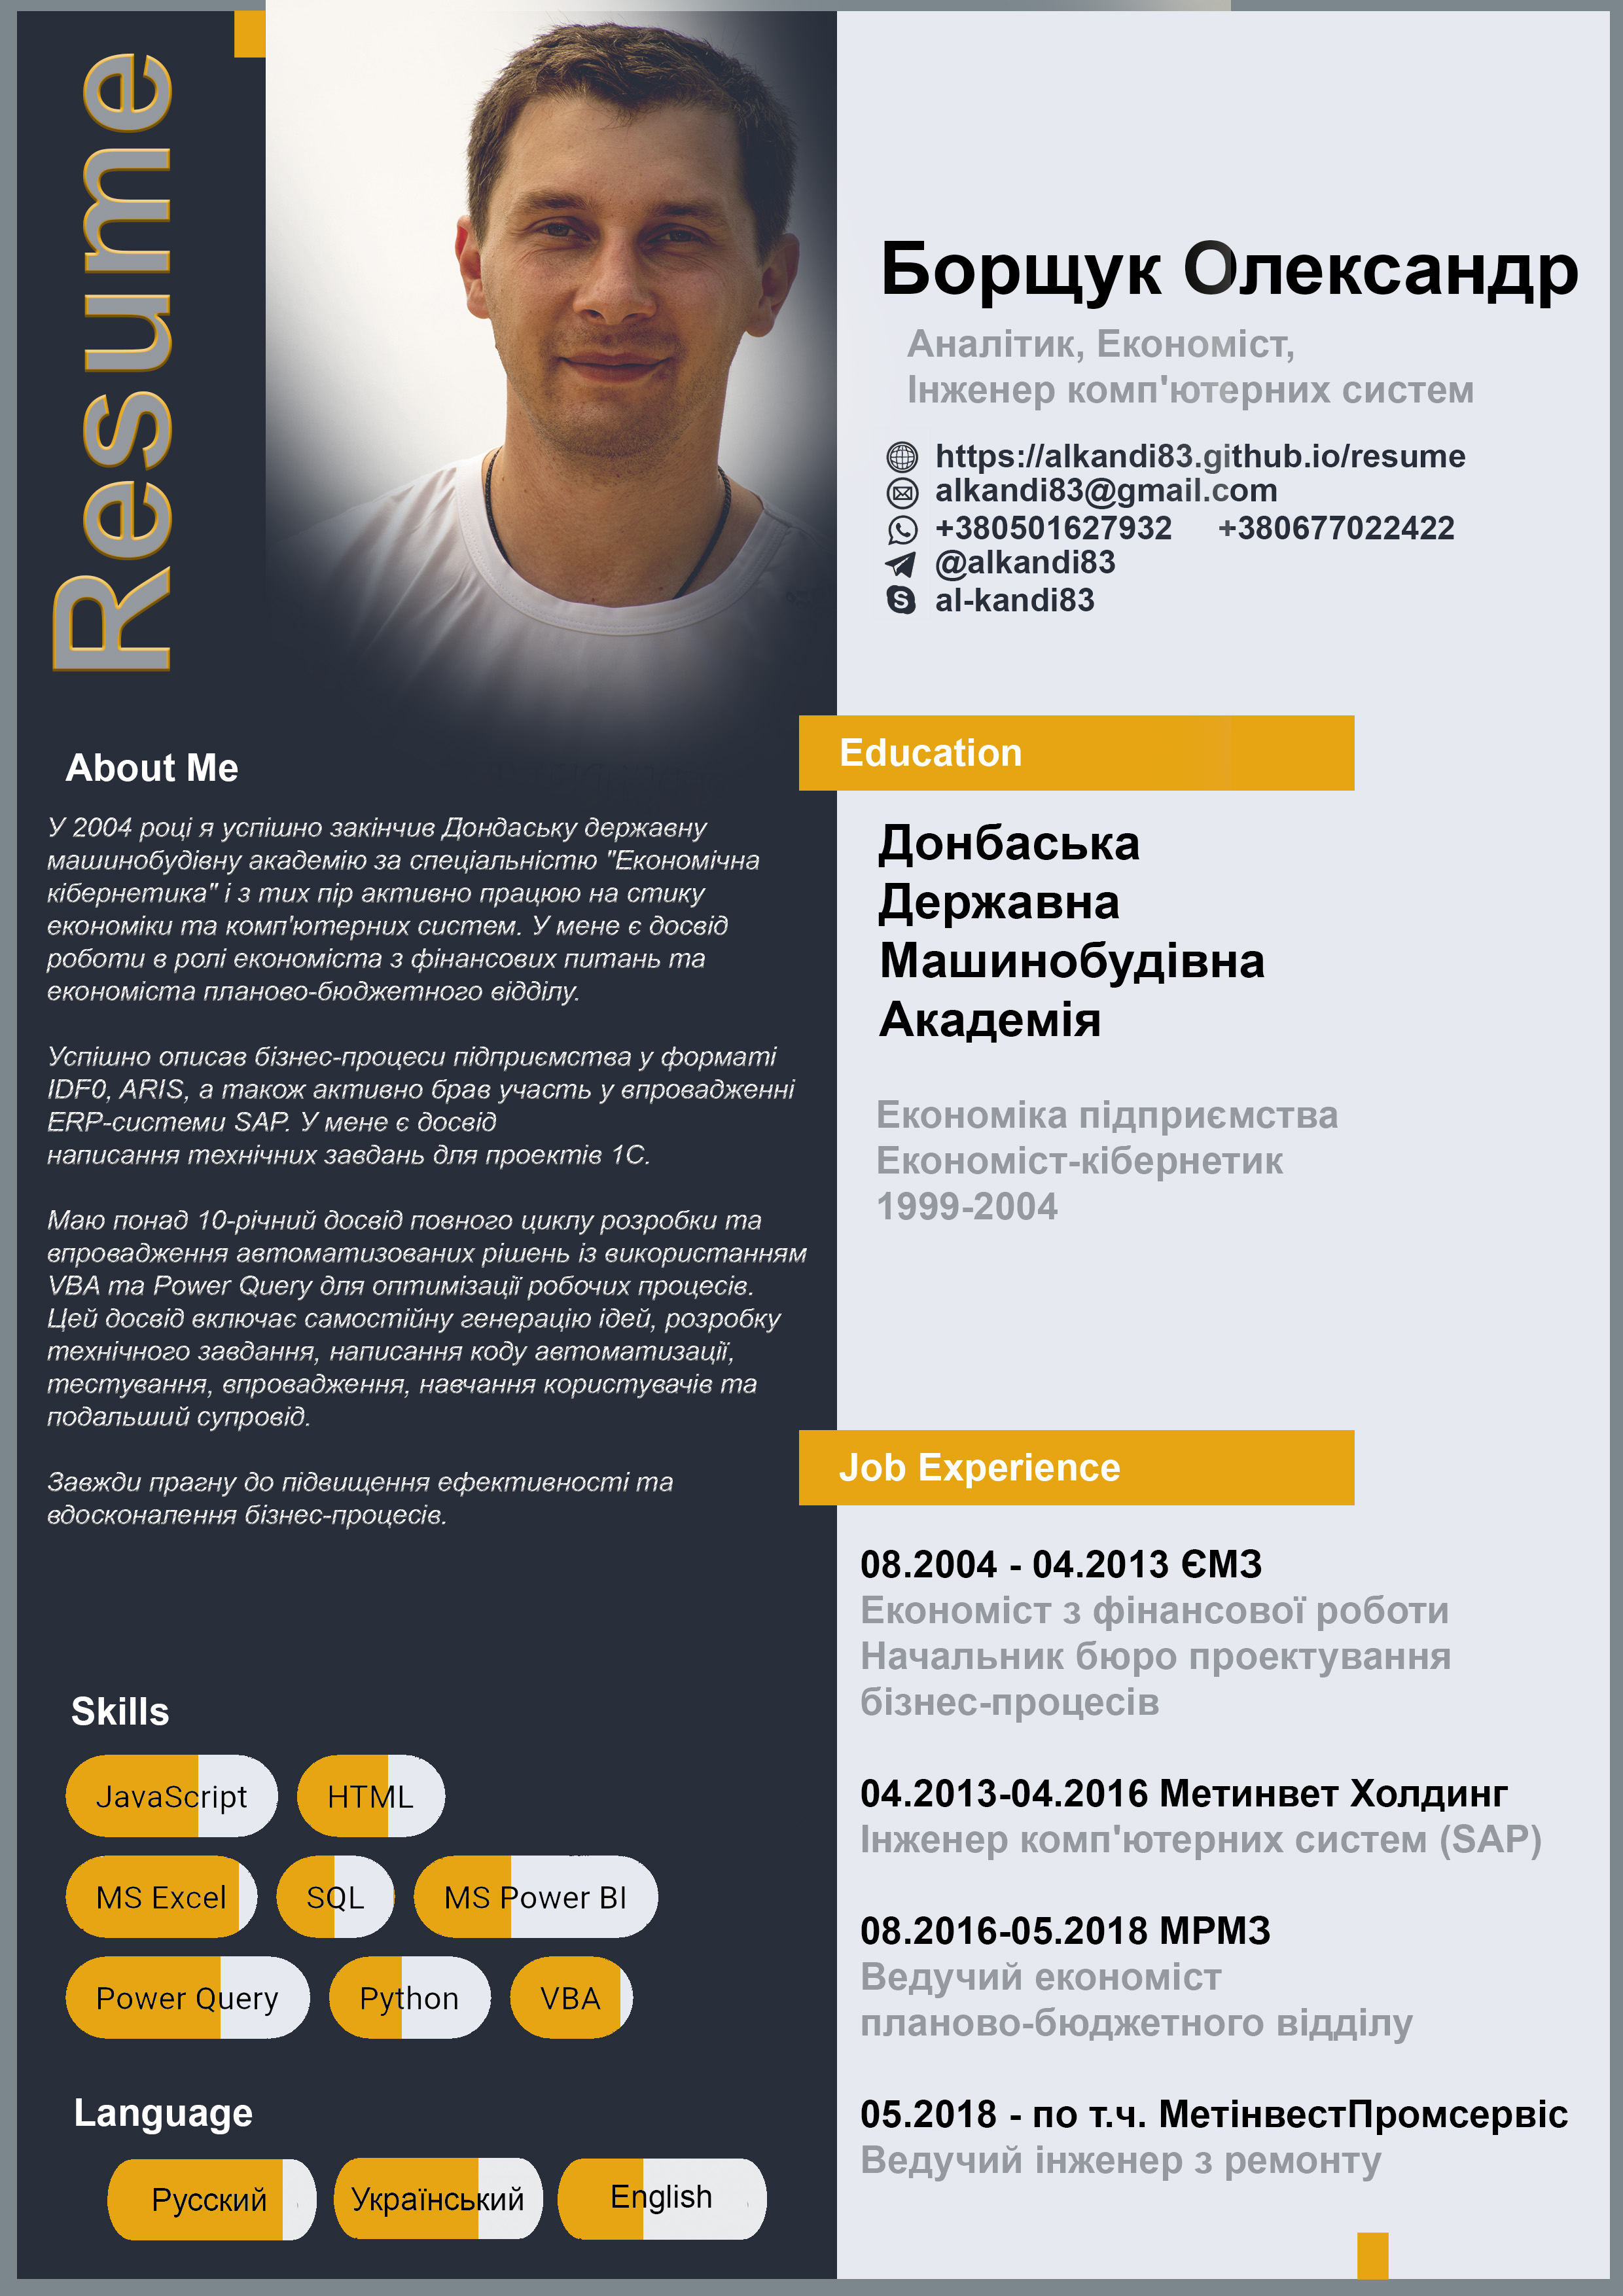 Resume
Борщук Олександр
Аналітик, Економіст,
Інженер комп'ютерних систем
https://alkandi83.github.io/resume
alkandi83@gmail.com
+380501627932 +380677022422
@alkandi83
al-kandi83
About Me
У 2004 році я успішно закінчив Дондаську державну
машинобудівну академію за спеціальністю "Економічна
кібернетика" і з тих пір активно працюю на стику
економіки та комп'ютерних систем. У мене є досвід
роботи в ролі економіста з фінансових питань та
економіста планово-бюджетного відділу.
Успішно описав бізнес-процеси підприємства у форматі
IDF0, ARIS, а також активно брав участь у впровадженні
ERP-системи SAP. У мене є досвід
написання технічних завдань для проектів 1С.
Маю понад 10-річний досвід повного циклу розробки та
впровадження автоматизованих рішень із використанням
VBA та Power Query для оптимізації робочих процесів.
Цей досвід включає самостійну генерацію ідей, розробку
технічного завдання, написання коду автоматизації,
тестування, впровадження, навчання користувачів та
подальший супровід.
Завжди прагну до підвищення ефективності та
вдосконалення бізнес-процесів.
Skills
JavaScript HTML
MS Excel SQL MS Power BI
Power Query Python VBA
Language
Русский Український English
Education
Донбаська
Державна
Машинобудівна
Академія
Економіка підприємства
Економіст-кібернетик
1999-2004
Job Experience
08.2004 - 04.2013 ЄМЗ
Економіст з фінансової роботи
Начальник бюро проектування
бізнес-процесів
04.2013-04.2016 Метинвет Холдинг
Інженер комп'ютерних систем (SAP)
08.2016-05.2018 МРМЗ
Ведучий економіст
планово-бюджетного відділу
05.2018 - по т.ч. МетінвестПромсервіс
Ведучий інженер з ремонту